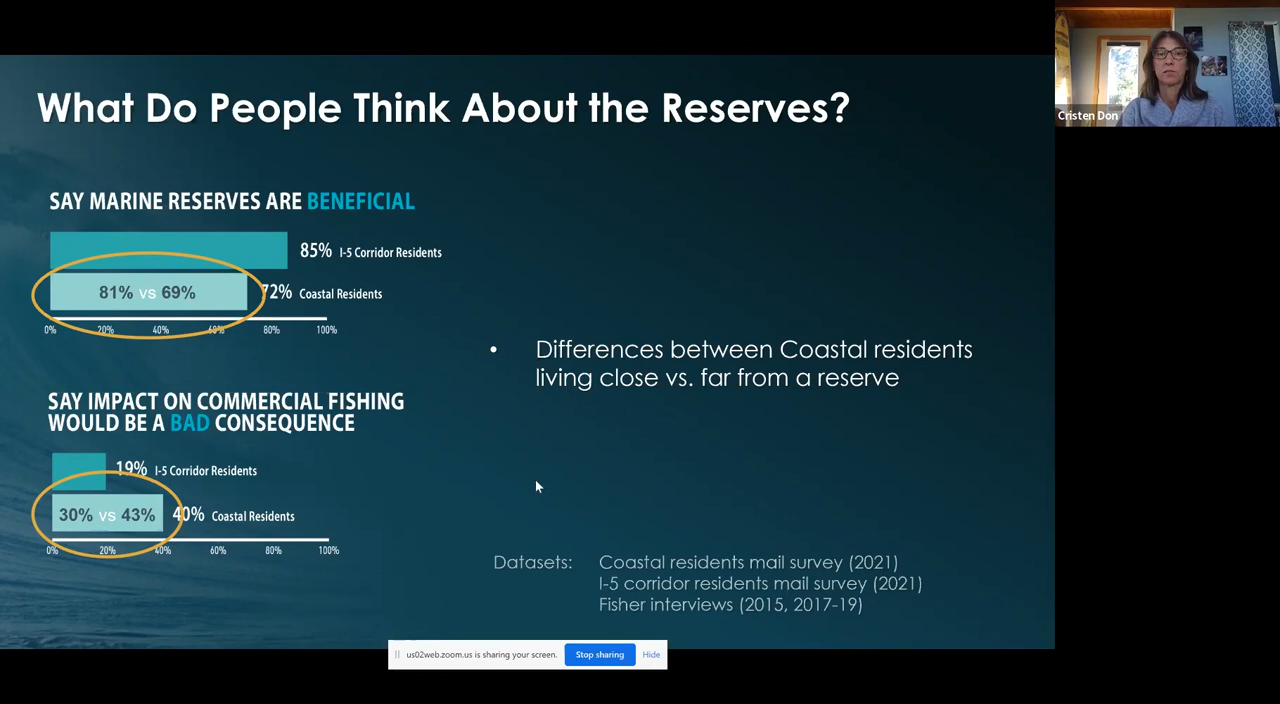 What Do People Think About the Reserves?
Cristen Don
SAY MARINE RESERVES ARE BENEFICIAL
85% I-5 Corridor Residents
81% vs 69%
72% Coastal Residents
0% 20% 40% 60% 80% 100%
Differences between Coastal residents
living close vs. far from a reserve
SAY IMPACT ON COMMERCIAL FISHING
WOULD BE A BAD CONSEQUENCE
19% I-5 Corridor Residents
30% vs 43%
40% Coastal Residents
0% 20% 40% 60% 80% 100%
Datasets: Coastal residents mail survey (2021)
I-5 corridor residents mail survey (2021)
Fisher interviews (2015, 2017-19)
us02web.zoom.us is sharing your screen. Stop sharing Hide